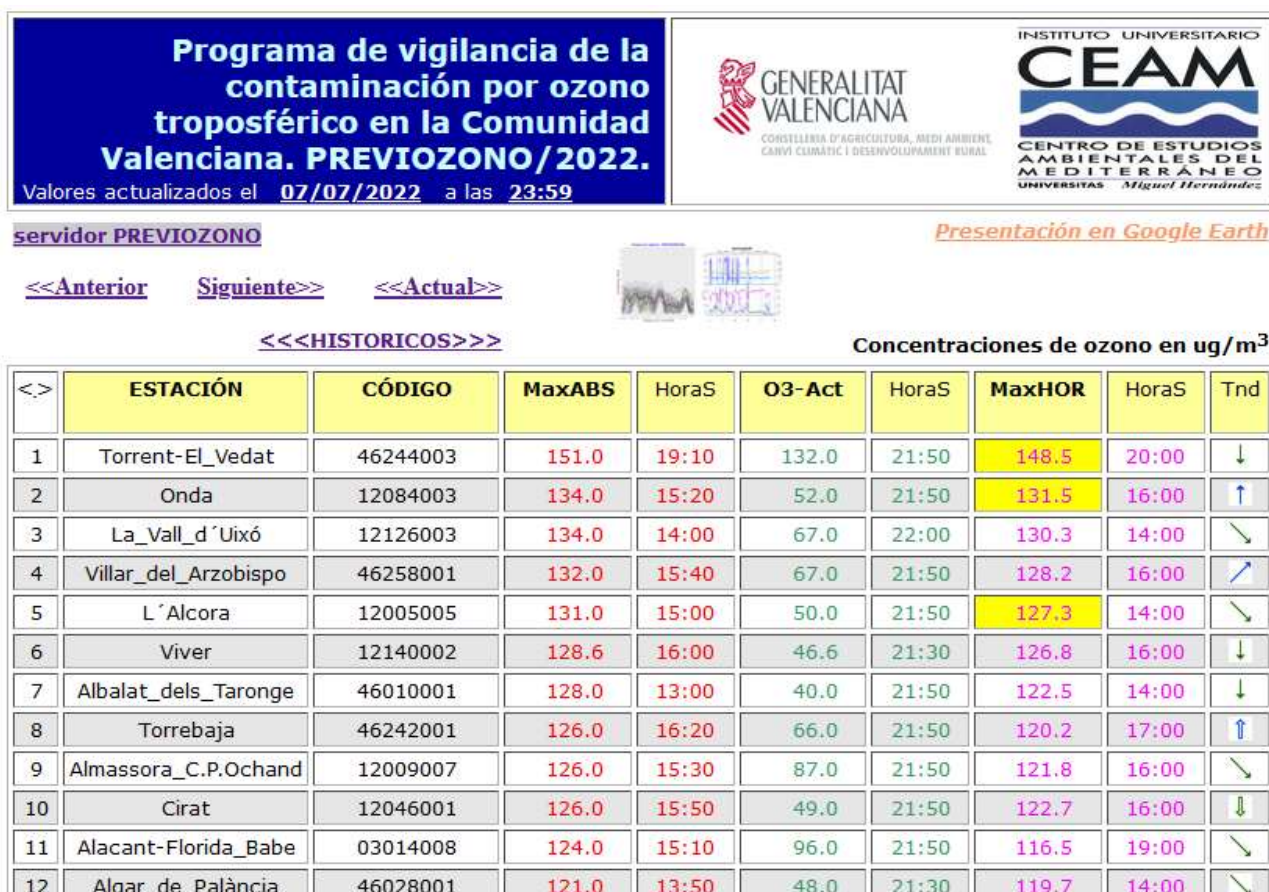 Programa de vigilancia de la
contaminación por ozono
troposférico en la Comunidad
Valenciana. PREVIOZONO/2022.
Valores actualizados el 07/07/2022 a las 23:59
GENERALITAT
VALENCIANA
CONSELLERIA D'AGRICULTURA, MEDI AMBIENT,
CANVI CLIMÀTIC I DESENVOLUPAMENT RURAL
INSTITUTO UNIVERSITARIO
CEAM
CENTRO DE ESTUDIOS
AMBIENTALES DEL
MEDITERRÁNEO
UNIVERSITAS Miguel Hernández
servidor PREVIOZONO
Presentación en Google Earth
<<Anterior Siguiente>> <<Actual>>
<<<HISTORICOS>>>
Concentraciones de ozono en ug/m³
<.> ESTACIÓN CÓDIGO MaxABS HoraS O3-Act HoraS MaxHOR HoraS Tnd
1 Torrent-El_Vedat 46244003 151.0 19:10 132.0 21:50 148.5 20:00 ↓
2 Onda 12084003 134.0 15:20 52.0 21:50 131.5 16:00 ↑
3 La_Vall_d´Uixó 12126003 134.0 14:00 67.0 22:00 130.3 14:00 ↘
4 Villar_del_Arzobispo 46258001 132.0 15:40 67.0 21:50 128.2 16:00 ↗
5 L´Alcora 12005005 131.0 15:00 50.0 21:50 127.3 14:00 ↘
6 Viver 12140002 128.6 16:00 46.6 21:30 126.8 16:00 ↓
7 Albalat_dels_Taronge 46010001 128.0 13:00 40.0 21:50 122.5 14:00 ↓
8 Torrebaja 46242001 126.0 16:20 66.0 21:50 120.2 17:00 ⇑
9 Almassora_C.P.Ochand 12009007 126.0 15:30 87.0 21:50 121.8 16:00 ↘
10 Cirat 12046001 126.0 15:50 49.0 21:50 122.7 16:00 ⇓
11 Alacant-Florida_Babe 03014008 124.0 15:10 96.0 21:50 116.5 19:00 ↘
12 Algar_de_Palància 46028001 121.0 13:50 48.0 21:30 119.7 14:00 ↘